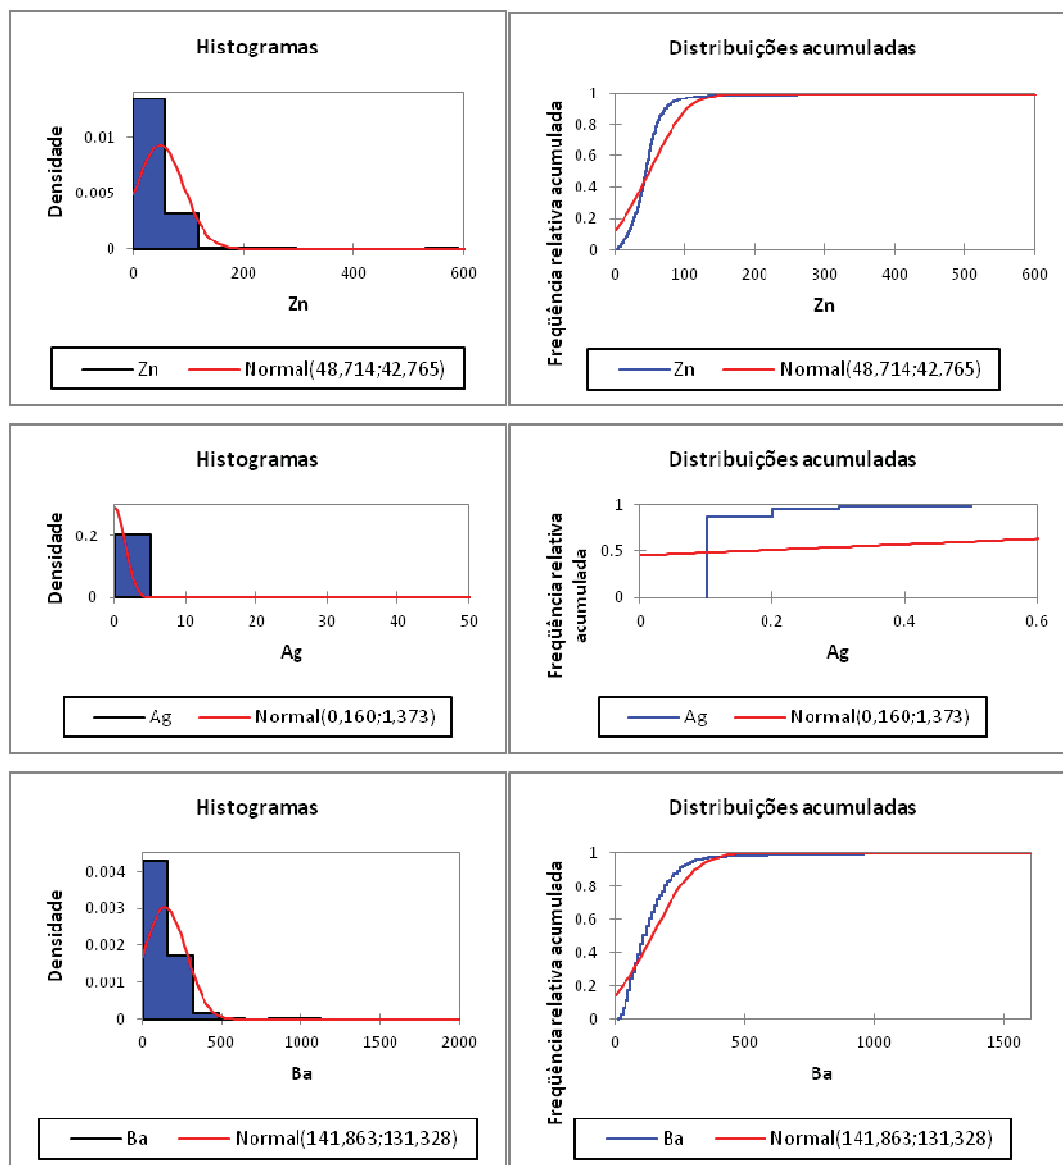 Histogramas
Densidade
0.01
0.005
0
0 200 400 600
Zn
Zn Normal(48,714;42,765)
Distribuições acumuladas
Freqüência relativa acumulada
1
0.8
0.6
0.4
0.2
0
0 100 200 300 400 500 600
Zn
Zn Normal(48,714;42,765)
Histogramas
Densidade
0.2
0
0 10 20 30 40 50
Ag
Ag Normal(0,160;1,373)
Distribuições acumuladas
Freqüência relativa
acumulada
1
0.5
0
0 0.2 0.4 0.6
Ag
Ag Normal(0,160;1,373)
Histogramas
Densidade
0.004
0.003
0.002
0.001
0
0 500 1000 1500 2000
Ba
Ba Normal(141,863;131,328)
Distribuições acumuladas
Freqüência relativa acumulada
1
0.8
0.6
0.4
0.2
0
0 500 1000 1500
Ba
Ba Normal(141,863;131,328)